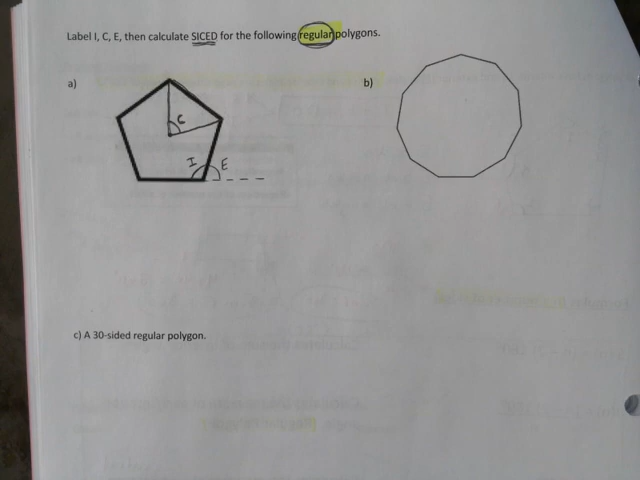 Label I, C, E, then calculate SICED for the following regular polygons.
a)
b)
C
I E
c) A 30-sided regular polygon.